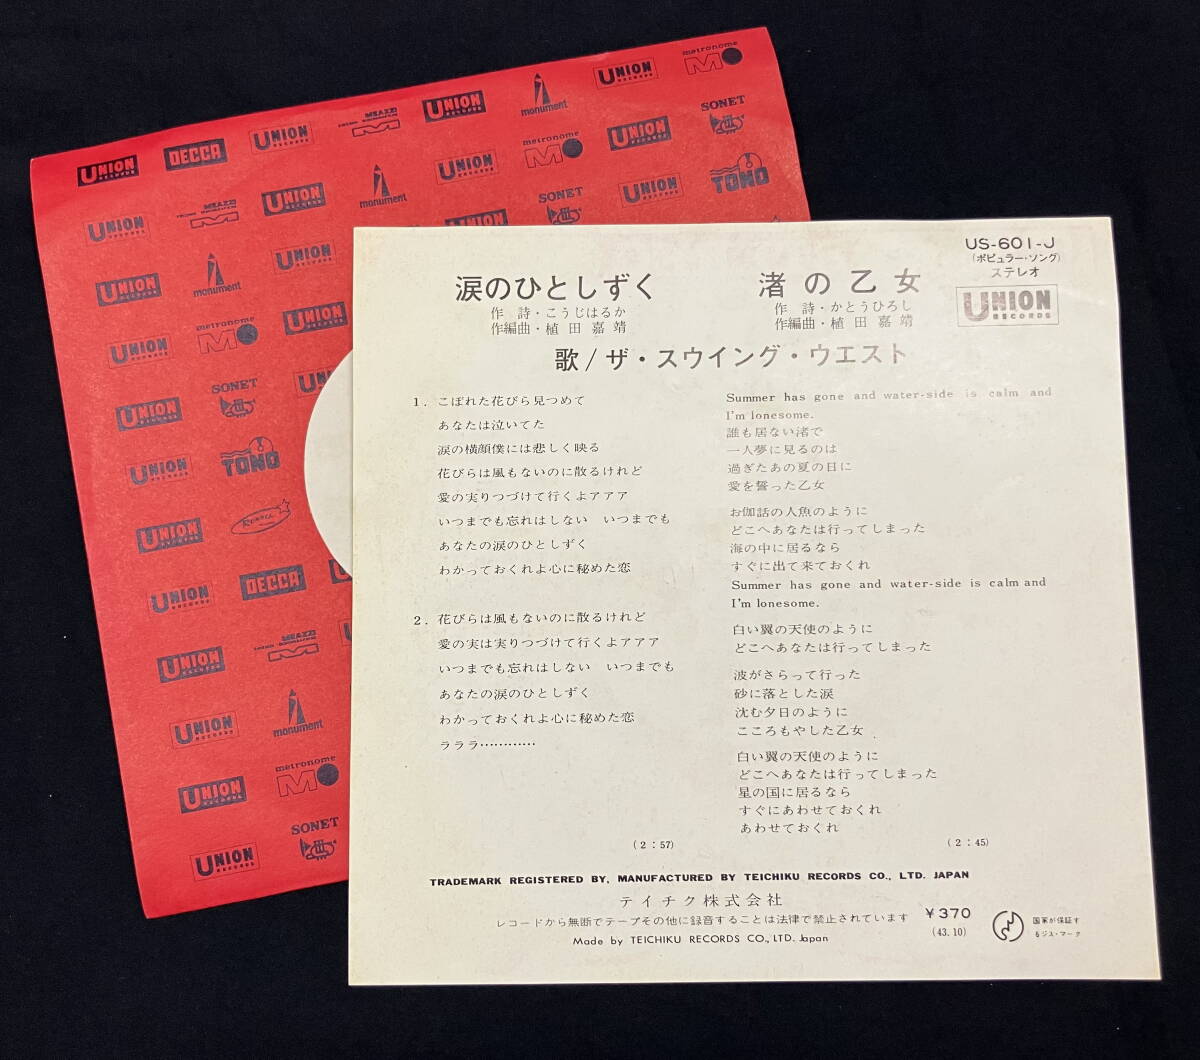 UNION RECORDS
DECCA
UNION RECORDS
MEAZZI
UNION RECORDS
monument
UNION RECORDS
metronome
SONET
TONO
US-601-J
(ポピュラー・ソング)
ステレオ
UNION
RECORDS
涙のひとしずく
作 詩・こうじはるか
作編曲・植 田 嘉 靖
渚の乙女
作 詩・かとうひろし
作編曲・植 田 嘉 靖
歌/ザ・スウイング・ウエスト
1. こぼれた花びら見つめて
あなたは泣いてた
涙の横顔僕には悲しく映る
花びらは風もないのに散るけれど
愛の実りつづけて行くよアアア
いつまでも忘れはしない いつまでも
あなたの涙のひとしずく
わかっておくれよ心に秘めた恋
2. 花びらは風もないのに散るけれど
愛の実は実りつづけて行くよアアア
いつまでも忘れはしない いつまでも
あなたの涙のひとしずく
わかっておくれよ心に秘めた恋
ラララ…………
(2:57)
Summer has gone and water-side is calm and
I'm lonesome.
誰も居ない渚で
一人夢に見るのは
過ぎたあの夏の日に
愛を誓った乙女
お伽話の人魚のように
どこへあなたは行ってしまった
海の中に居るなら
すぐに出て来ておくれ
Summer has gone and water-side is calm and
I'm lonesome.
白い翼の天使のように
どこへあなたは行ってしまった
波がさらって行った
砂に落とした涙
沈む夕日のように
こころもやした乙女
白い翼の天使のように
どこへあなたは行ってしまった
星の国に居るなら
すぐにあわせておくれ
あわせておくれ
(2:45)
TRADEMARK REGISTERED BY, MANUFACTURED BY TEICHIKU RECORDS CO., LTD. JAPAN
テイチク株式会社
レコードから無断でテープその他に録音することは法律で禁止されています
Made by TEICHIKU RECORDS CO., LTD. Japan
¥370
(43.10)
国家が保証す
るジス・マーク